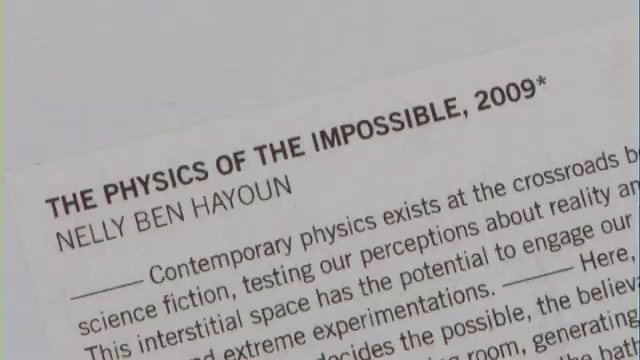 THE PHYSICS OF THE IMPOSSIBLE, 2009*
NELLY BEN HAYOUN
——— Contemporary physics exists at the crossroads
science fiction, testing our perceptions about reality
This interstitial space has the potential to engage our
extreme experimentations. ——— Here,
the possible, the
room, generating